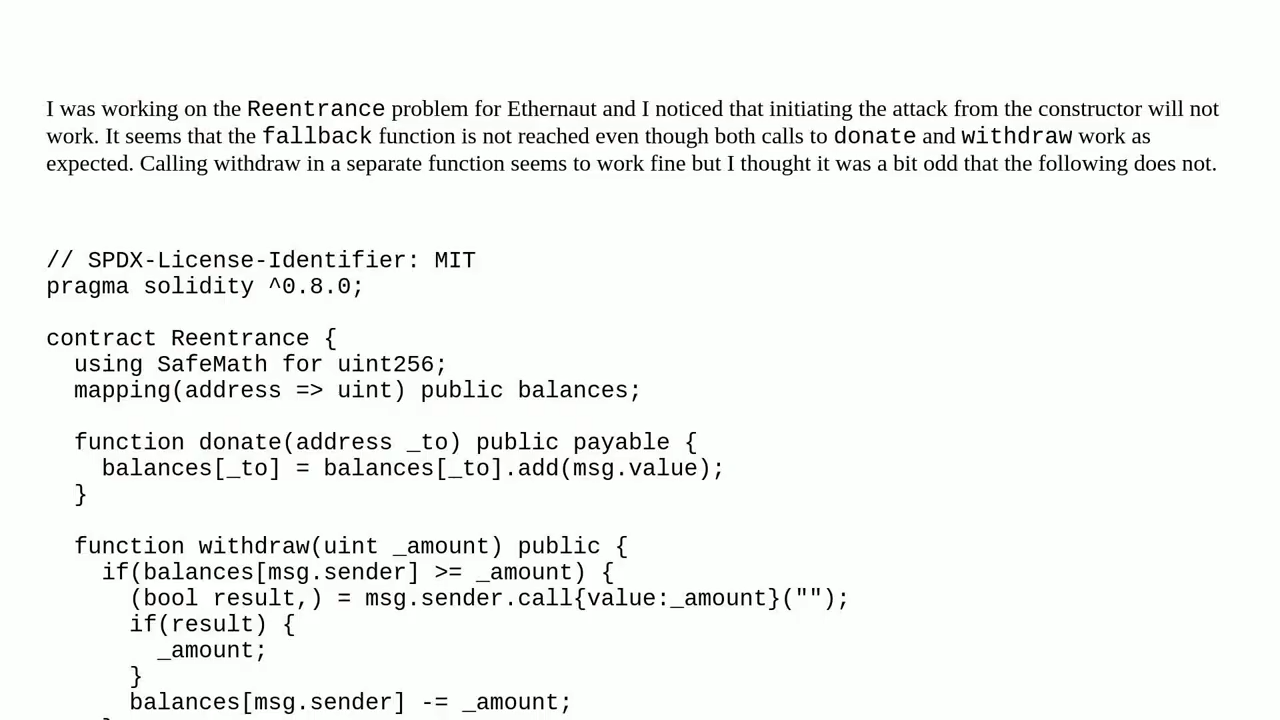 I was working on the Reentrance problem for Ethernaut and I noticed that initiating the attack from the constructor will not
work. It seems that the fallback function is not reached even though both calls to donate and withdraw work as
expected. Calling withdraw in a separate function seems to work fine but I thought it was a bit odd that the following does not.
// SPDX-License-Identifier: MIT
pragma solidity ^0.8.0;
contract Reentrance {
  using SafeMath for uint256;
  mapping(address => uint) public balances;
  function donate(address _to) public payable {
    balances[_to] = balances[_to].add(msg.value);
  }
  function withdraw(uint _amount) public {
    if(balances[msg.sender] >= _amount) {
      (bool result,) = msg.sender.call{value:_amount}("");
      if(result) {
        _amount;
      }
      balances[msg.sender] -= _amount;